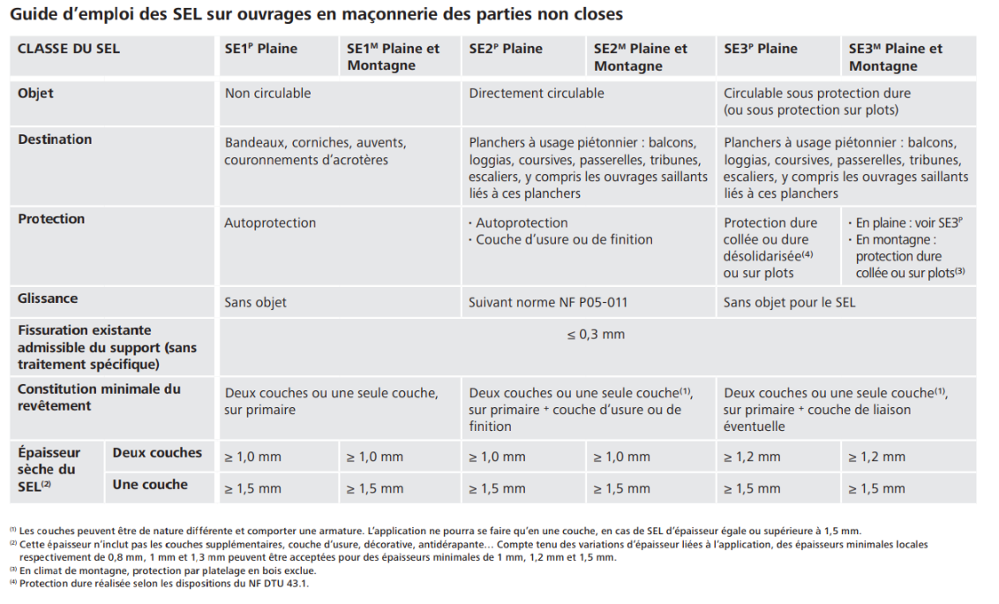 Guide d’emploi des SEL sur ouvrages en maçonnerie des parties non closes
CLASSE DU SEL
SE1ᴾ Plaine
SE1ᴹ Plaine et
Montagne
SE2ᴾ Plaine
SE2ᴹ Plaine et
Montagne
SE3ᴾ Plaine
SE3ᴹ Plaine et
Montagne
Objet
Non circulable
Directement circulable
Circulable sous protection dure
(ou sous protection sur plots)
Destination
Bandeaux, corniches, auvents,
couronnements d’acrotères
Planchers à usage piétonnier : balcons,
loggias, coursives, passerelles, tribunes,
escaliers, y compris les ouvrages saillants
liés à ces planchers
Planchers à usage piétonnier : balcons,
loggias, coursives, passerelles, tribunes,
escaliers, y compris les ouvrages saillants
liés à ces planchers
Protection
Autoprotection
· Autoprotection
· Couche d’usure ou de finition
Protection dure
collée ou dure
désolidarisée⁽⁴⁾
ou sur plots
· En plaine : voir SE3ᴾ
· En montagne :
protection dure
collée ou sur plots⁽³⁾
Glissance
Sans objet
Suivant norme NF P05-011
Sans objet pour le SEL
Fissuration existante
admissible du support (sans
traitement spécifique)
≤ 0,3 mm
Constitution minimale du
revêtement
Deux couches ou une seule couche,
sur primaire
Deux couches ou une seule couche⁽¹⁾,
sur primaire + couche d’usure ou de
finition
Deux couches ou une seule couche⁽¹⁾,
sur primaire + couche de liaison
éventuelle
Épaisseur
sèche du
SEL⁽²⁾
Deux couches
≥ 1,0 mm
≥ 1,0 mm
≥ 1,0 mm
≥ 1,0 mm
≥ 1,2 mm
≥ 1,2 mm
Une couche
≥ 1,5 mm
≥ 1,5 mm
≥ 1,5 mm
≥ 1,5 mm
≥ 1,5 mm
≥ 1,5 mm
⁽¹⁾ Les couches peuvent être de nature différente et comporter une armature. L’application ne pourra se faire qu’en une couche, en cas de SEL d’épaisseur égale ou supérieure à 1,5 mm.
⁽²⁾ Cette épaisseur n’inclut pas les couches supplémentaires, couche d’usure, décorative, antidérapante… Compte tenu des variations d’épaisseur liées à l’application, des épaisseurs minimales locales
respectivement de 0,8 mm, 1 mm et 1,3 mm peuvent être acceptées pour des épaisseurs minimales de 1 mm, 1,2 mm et 1,5 mm.
⁽³⁾ En climat de montagne, protection par platelage en bois exclue.
⁽⁴⁾ Protection dure réalisée selon les dispositions du NF DTU 43.1.